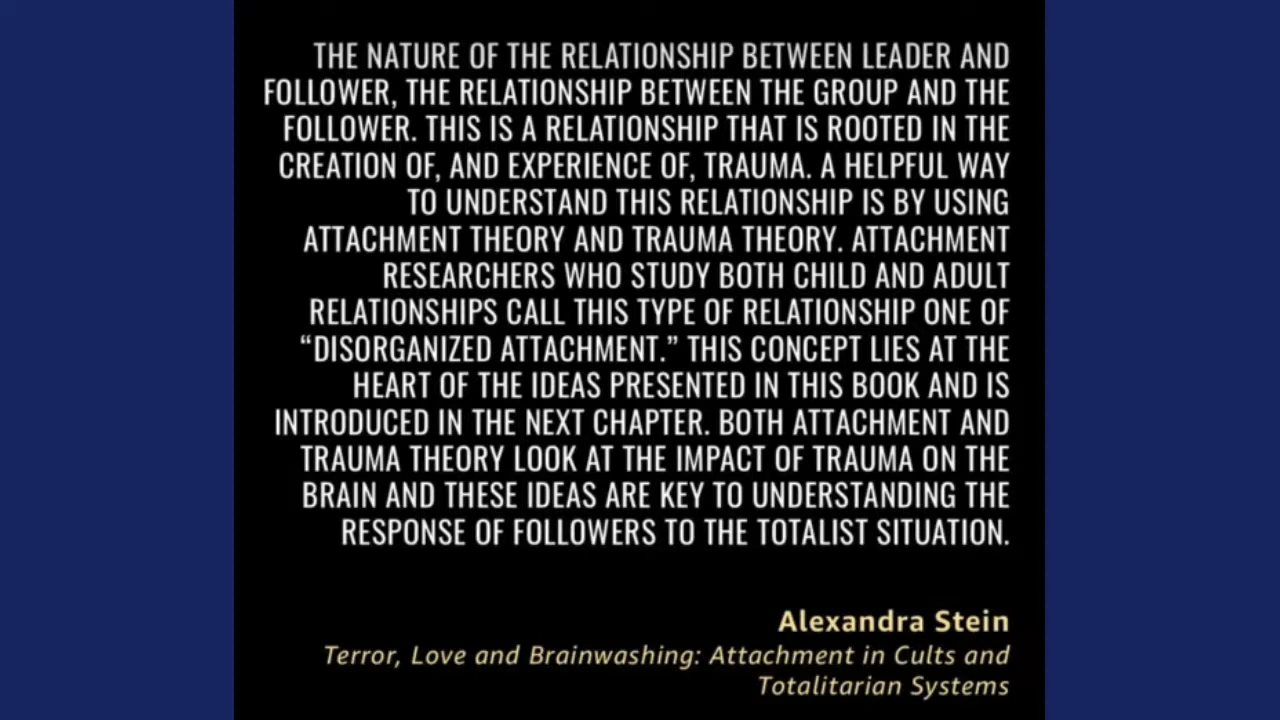 THE NATURE OF THE RELATIONSHIP BETWEEN LEADER AND
FOLLOWER, THE RELATIONSHIP BETWEEN THE GROUP AND THE
FOLLOWER. THIS IS A RELATIONSHIP THAT IS ROOTED IN THE
CREATION OF, AND EXPERIENCE OF, TRAUMA. A HELPFUL WAY
TO UNDERSTAND THIS RELATIONSHIP IS BY USING
ATTACHMENT THEORY AND TRAUMA THEORY. ATTACHMENT
RESEARCHERS WHO STUDY BOTH CHILD AND ADULT
RELATIONSHIPS CALL THIS TYPE OF RELATIONSHIP ONE OF
“DISORGANIZED ATTACHMENT.” THIS CONCEPT LIES AT THE
HEART OF THE IDEAS PRESENTED IN THIS BOOK AND IS
INTRODUCED IN THE NEXT CHAPTER. BOTH ATTACHMENT AND
TRAUMA THEORY LOOK AT THE IMPACT OF TRAUMA ON THE
BRAIN AND THESE IDEAS ARE KEY TO UNDERSTANDING THE
RESPONSE OF FOLLOWERS TO THE TOTALIST SITUATION.
Alexandra Stein
Terror, Love and Brainwashing: Attachment in Cults and
Totalitarian Systems